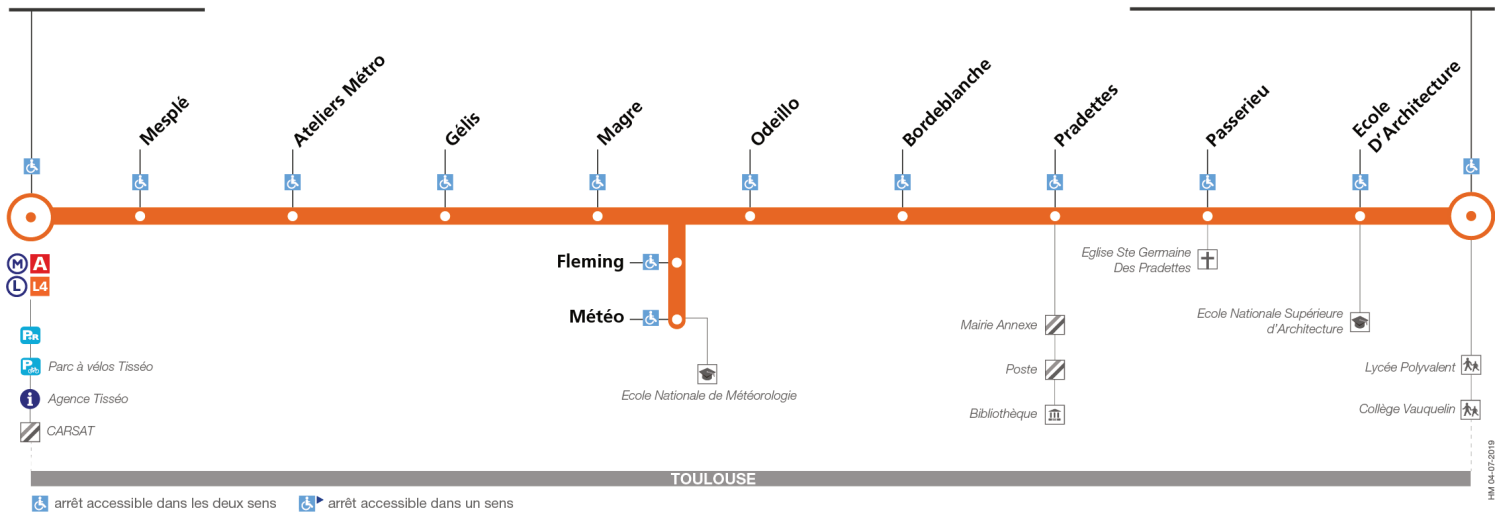 Mesplé
Ateliers Métro
Gélis
Magre
Odeillo
Bordeblanche
Pradettes
Passerieu
Ecole
D'Architecture
M A
L L4
Fleming
Météo
Eglise Ste Germaine
Des Pradettes
Ecole Nationale Supérieure
d'Architecture
Mairie Annexe
Poste
Bibliothèque
Ecole Nationale de Météorologie
P+R
P
Parc à vélos Tisséo
i
Agence Tisséo
CARSAT
Lycée Polyvalent
Collège Vauquelin
TOULOUSE
arrêt accessible dans les deux sens
arrêt accessible dans un sens
HM 04-07-2019